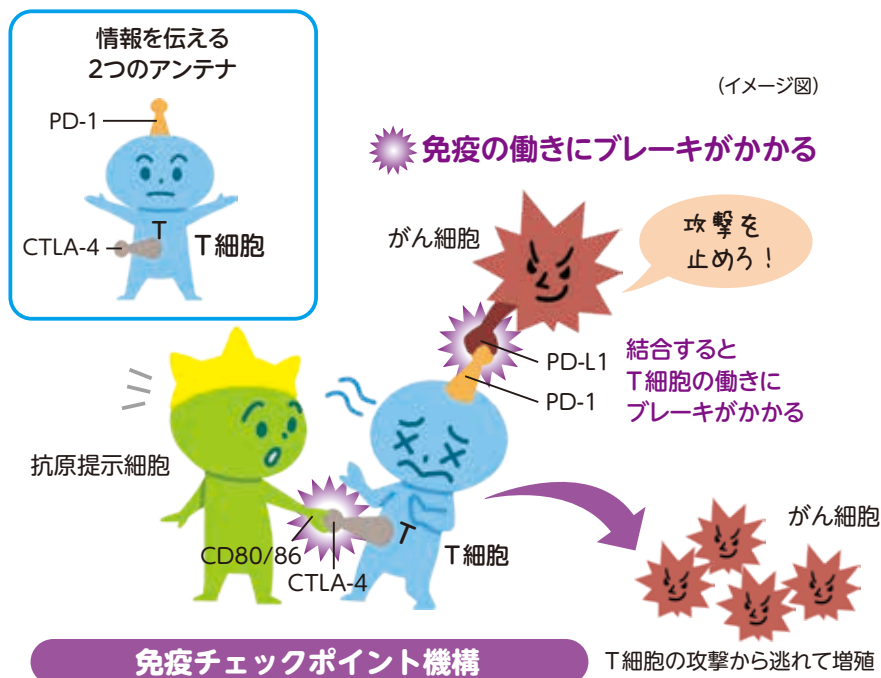 情報を伝える
2つのアンテナ
PD-1
T
CTLA-4
T細胞
(イメージ図)
免疫の働きにブレーキがかかる
がん細胞
攻撃を
止めろ！
PD-L1
PD-1
結合すると
T細胞の働きに
ブレーキがかかる
抗原提示細胞
CD80/86
CTLA-4
T
T細胞
がん細胞
T細胞の攻撃から逃れて増殖
免疫チェックポイント機構